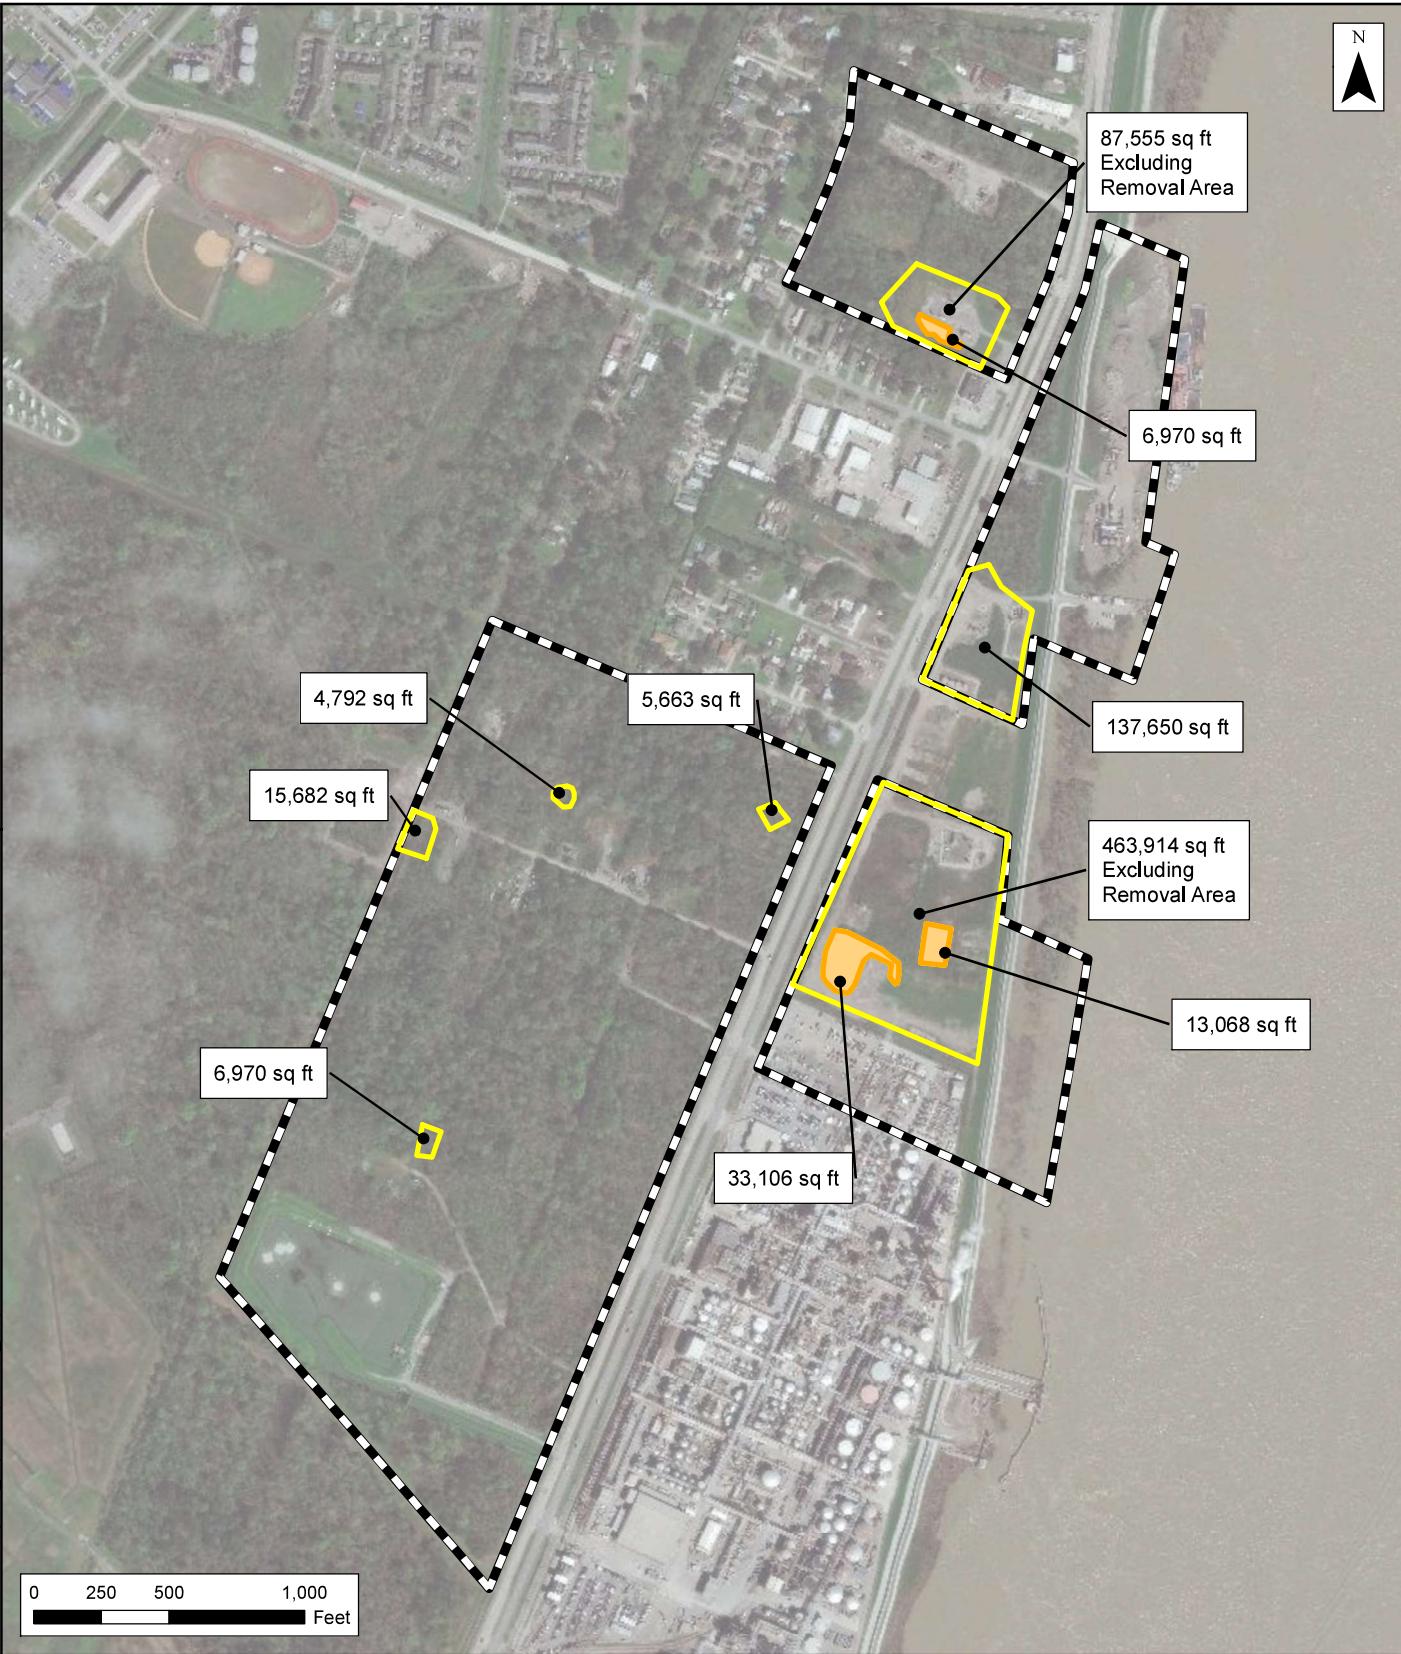 N
87,555 sq ft
Excluding
Removal Area
6,970 sq ft
4,792 sq ft
5,663 sq ft
137,650 sq ft
15,682 sq ft
463,914 sq ft
Excluding
Removal Area
13,068 sq ft
6,970 sq ft
33,106 sq ft
0 250 500 1,000
Feet